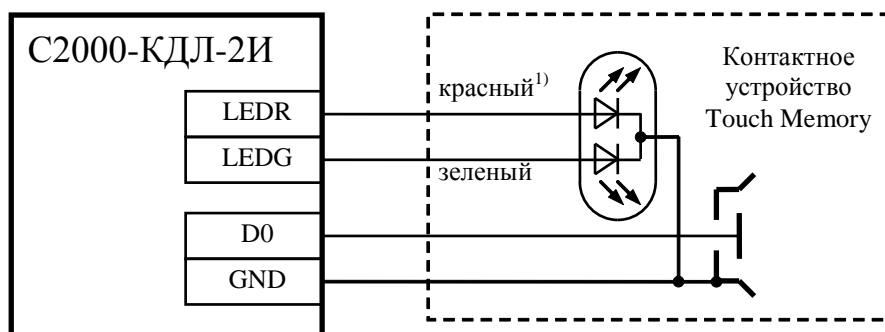 С2000-КДЛ-2И
Контактное
устройство
Touch Memory
красный1)
LEDR
LEDG
зеленый
D0
GND